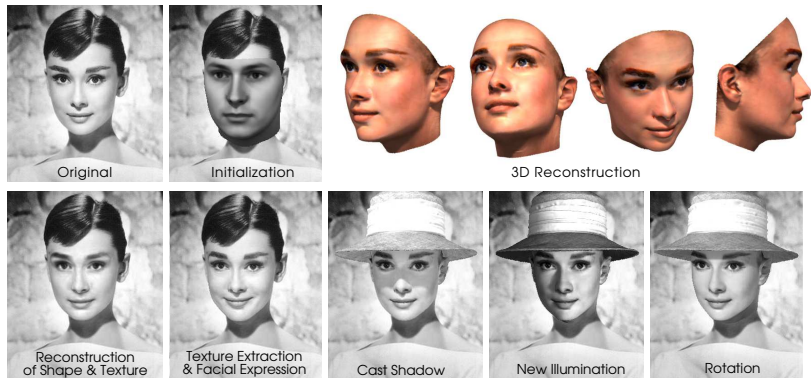 Original
Initialization
3D Reconstruction
Reconstruction
of Shape & Texture
Texture Extraction
& Facial Expression
Cast Shadow
New Illumination
Rotation